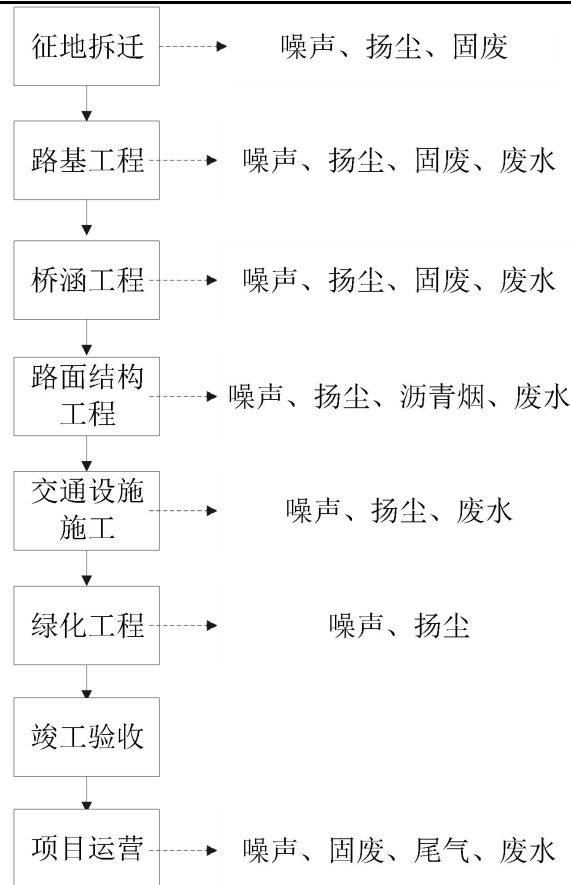 征地拆迁
噪声、扬尘、固废
路基工程
噪声、扬尘、固废、废水
桥涵工程
噪声、扬尘、固废、废水
路面结构
工程
噪声、扬尘、沥青烟、废水
交通设施
施工
噪声、扬尘、废水
绿化工程
噪声、扬尘
竣工验收
项目运营
噪声、固废、尾气、废水